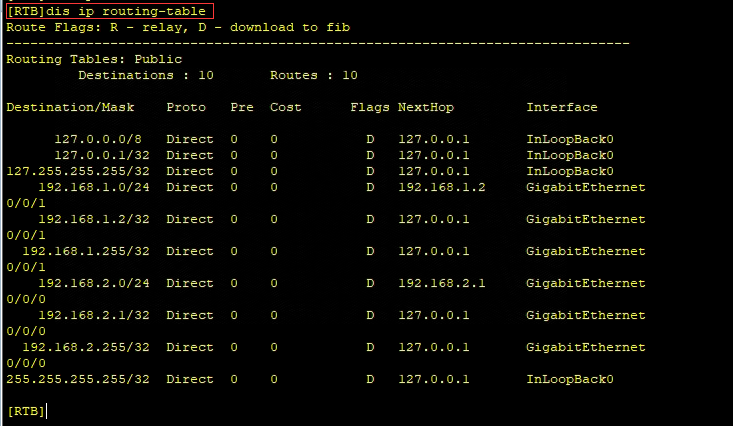 [RTB]dis ip routing-table
Route Flags: R - relay, D - download to fib
------------------------------------------------------------------------------
Routing Tables: Public
         Destinations : 10       Routes : 10

Destination/Mask    Proto   Pre  Cost      Flags NextHop         Interface

      127.0.0.0/8   Direct  0    0           D   127.0.0.1       InLoopBack0
      127.0.0.1/32  Direct  0    0           D   127.0.0.1       InLoopBack0
127.255.255.255/32  Direct  0    0           D   127.0.0.1       InLoopBack0
    192.168.1.0/24  Direct  0    0           D   192.168.1.2     GigabitEthernet
0/0/1
    192.168.1.2/32  Direct  0    0           D   127.0.0.1       GigabitEthernet
0/0/1
  192.168.1.255/32  Direct  0    0           D   127.0.0.1       GigabitEthernet
0/0/1
    192.168.2.0/24  Direct  0    0           D   192.168.2.1     GigabitEthernet
0/0/0
    192.168.2.1/32  Direct  0    0           D   127.0.0.1       GigabitEthernet
0/0/0
  192.168.2.255/32  Direct  0    0           D   127.0.0.1       GigabitEthernet
0/0/0
255.255.255.255/32  Direct  0    0           D   127.0.0.1       InLoopBack0

[RTB]